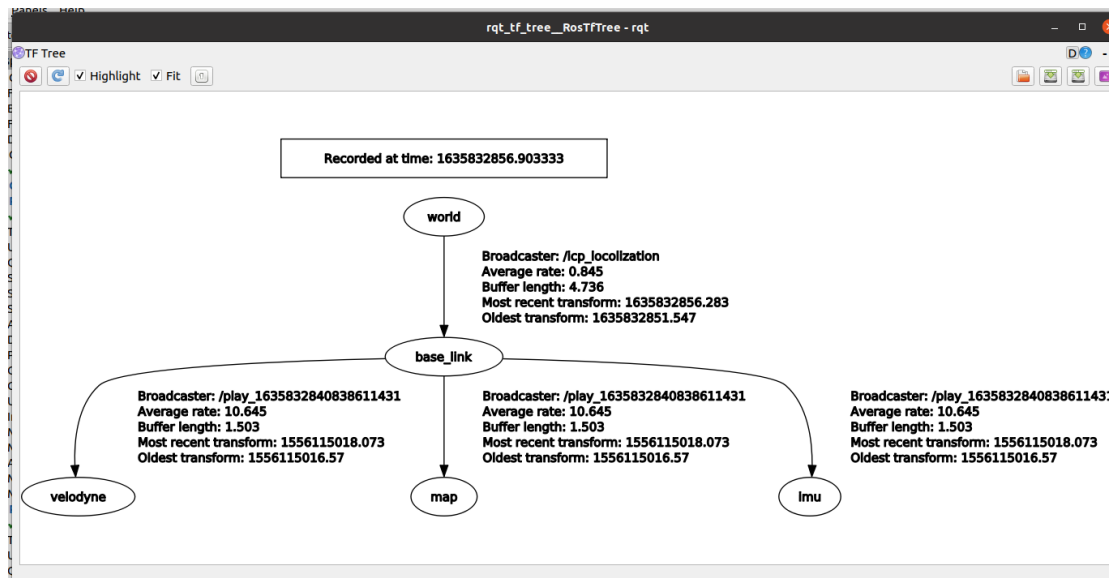 Panels Help
rqt_tf_tree__RosTfTree - rqt
TF Tree
D
Highlight
Fit
Recorded at time: 1635832856.903333
world
Broadcaster: /icp_locolization
Average rate: 0.845
Buffer length: 4.736
Most recent transform: 1635832856.283
Oldest transform: 1635832851.547
base_link
Broadcaster: /play_1635832840838611431
Average rate: 10.645
Buffer length: 1.503
Most recent transform: 1556115018.073
Oldest transform: 1556115016.57
Broadcaster: /play_1635832840838611431
Average rate: 10.645
Buffer length: 1.503
Most recent transform: 1556115018.073
Oldest transform: 1556115016.57
Broadcaster: /play_1635832840838611431
Average rate: 10.645
Buffer length: 1.503
Most recent transform: 1556115018.073
Oldest transform: 1556115016.57
velodyne
map
imu